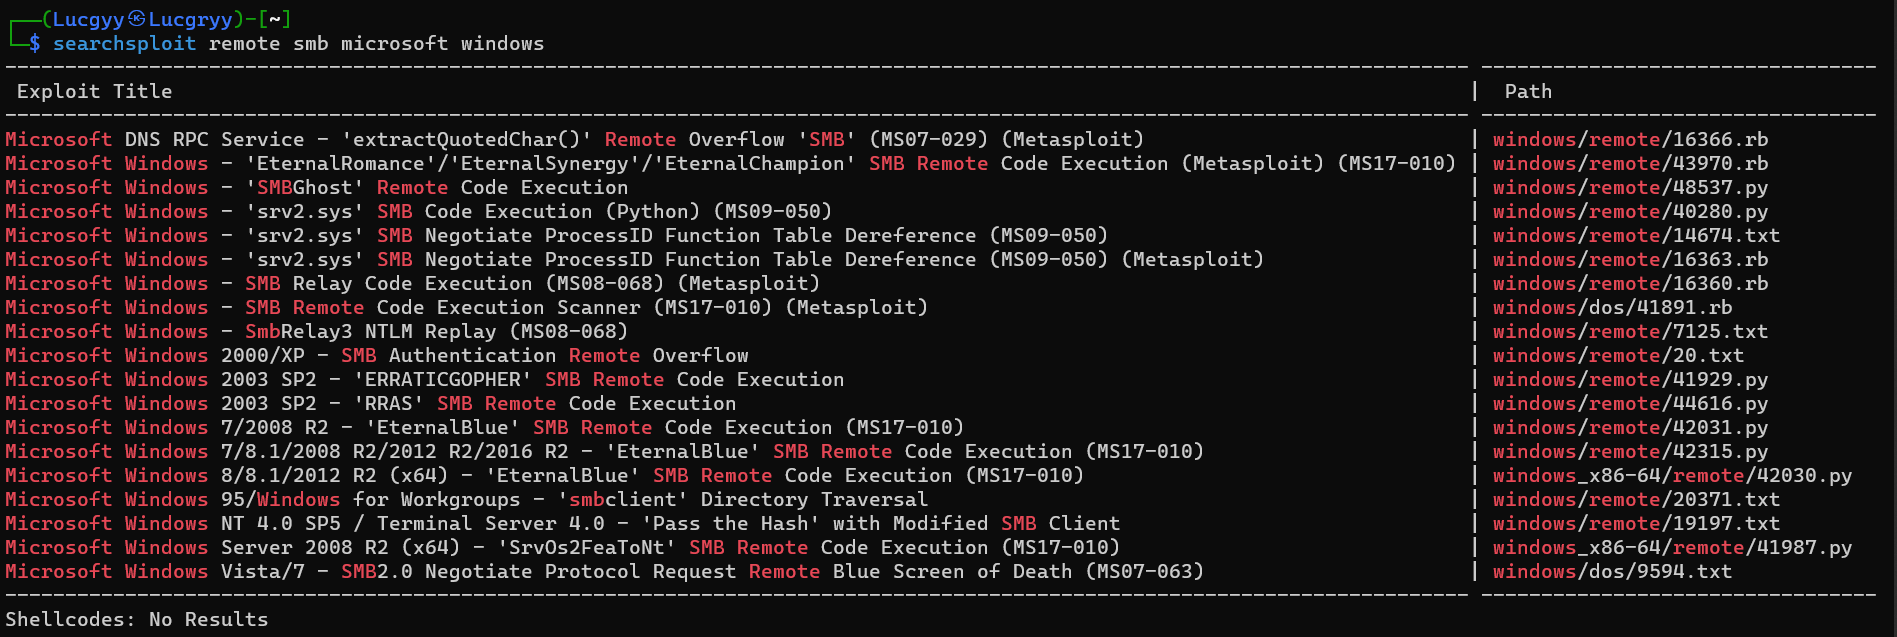 (Lucgyy㉿Lucgryy)-[~]
$ searchsploit remote smb microsoft windows
Exploit Title | Path
Microsoft DNS RPC Service - 'extractQuotedChar()' Remote Overflow 'SMB' (MS07-029) (Metasploit) | windows/remote/16366.rb
Microsoft Windows - 'EternalRomance'/'EternalSynergy'/'EternalChampion' SMB Remote Code Execution (Metasploit) (MS17-010) | windows/remote/43970.rb
Microsoft Windows - 'SMBGhost' Remote Code Execution | windows/remote/48537.py
Microsoft Windows - 'srv2.sys' SMB Code Execution (Python) (MS09-050) | windows/remote/40280.py
Microsoft Windows - 'srv2.sys' SMB Negotiate ProcessID Function Table Dereference (MS09-050) | windows/remote/14674.txt
Microsoft Windows - 'srv2.sys' SMB Negotiate ProcessID Function Table Dereference (MS09-050) (Metasploit) | windows/remote/16363.rb
Microsoft Windows - SMB Relay Code Execution (MS08-068) (Metasploit) | windows/remote/16360.rb
Microsoft Windows - SMB Remote Code Execution Scanner (MS17-010) (Metasploit) | windows/dos/41891.rb
Microsoft Windows - SmbRelay3 NTLM Replay (MS08-068) | windows/remote/7125.txt
Microsoft Windows 2000/XP - SMB Authentication Remote Overflow | windows/remote/20.txt
Microsoft Windows 2003 SP2 - 'ERRATICGOPHER' SMB Remote Code Execution | windows/remote/41929.py
Microsoft Windows 2003 SP2 - 'RRAS' SMB Remote Code Execution | windows/remote/44616.py
Microsoft Windows 7/2008 R2 - 'EternalBlue' SMB Remote Code Execution (MS17-010) | windows/remote/42031.py
Microsoft Windows 7/8.1/2008 R2/2012 R2/2016 R2 - 'EternalBlue' SMB Remote Code Execution (MS17-010) | windows/remote/42315.py
Microsoft Windows 8/8.1/2012 R2 (x64) - 'EternalBlue' SMB Remote Code Execution (MS17-010) | windows_x86-64/remote/42030.py
Microsoft Windows 95/Windows for Workgroups - 'smbclient' Directory Traversal | windows/remote/20371.txt
Microsoft Windows NT 4.0 SP5 / Terminal Server 4.0 - 'Pass the Hash' with Modified SMB Client | windows/remote/19197.txt
Microsoft Windows Server 2008 R2 (x64) - 'SrvOs2FeaToNt' SMB Remote Code Execution (MS17-010) | windows_x86-64/remote/41987.py
Microsoft Windows Vista/7 - SMB2.0 Negotiate Protocol Request Remote Blue Screen of Death (MS07-063) | windows/dos/9594.txt
Shellcodes: No Results